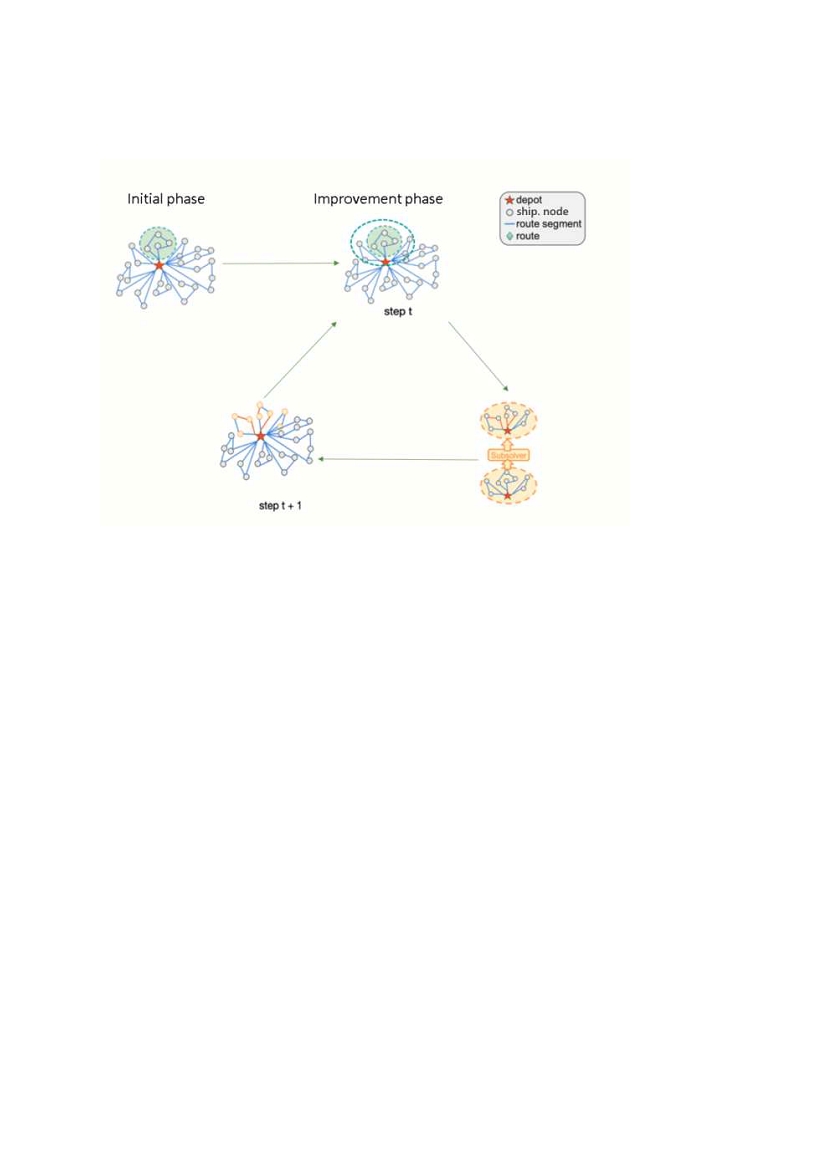 Initial phase
Improvement phase
depot
ship. node
route segment
route
step t
Subsolver
step t + 1